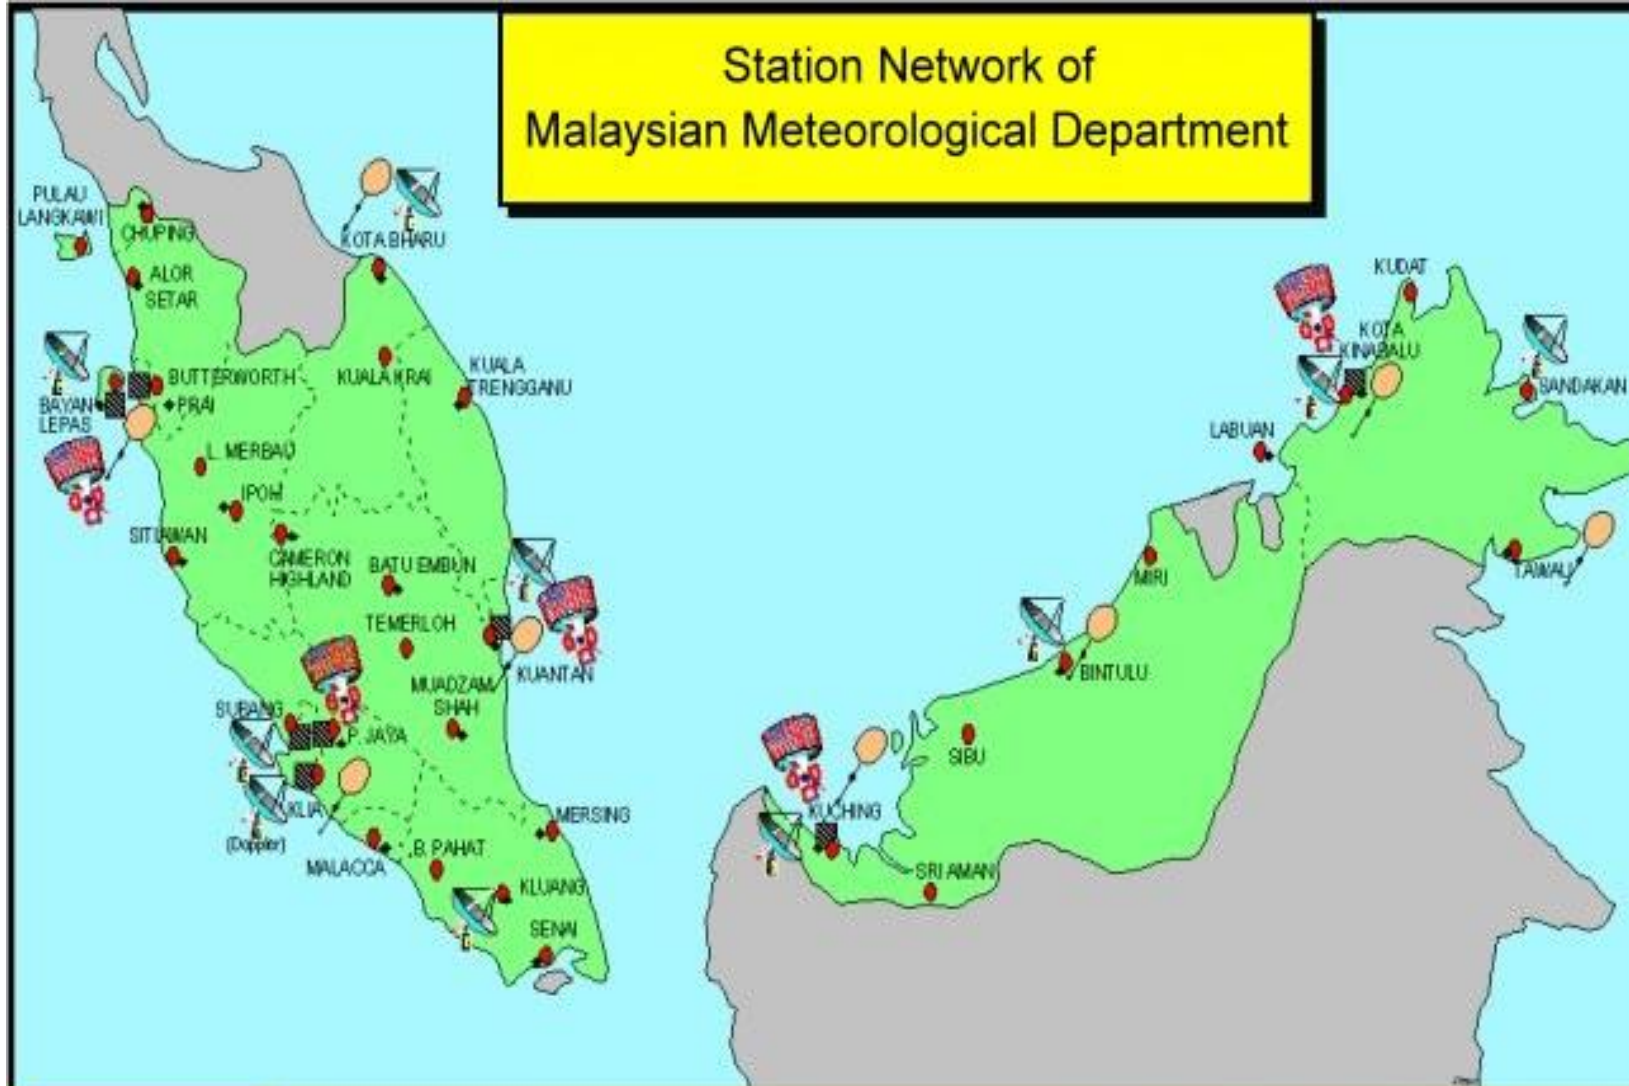 Station Network of
Malaysian Meteorological Department
PULAU
LANGKAWI
CHUPING
KOTA BHARU
ALOR
SETAR
KUDAT
KOTA
KINABALU
BUTTERWORTH
KUALA KRAI
KUALA
TRENGGANU
SANDAKAN
BAYAN
LEPAS
PRAI
LABUAN
L. MERBAU
IPOH
SITIAWAN
CAMERON
HIGHLAND
BATU EMBUN
MIRI
TAWAU
TEMERLOH
KUANTAN
BINTULU
MUADZAM
SHAH
SUBANG
P. JAYA
SIBU
KLIA
(Doppler)
MERSING
KUCHING
MALACCA
B. PAHAT
KLUANG
SRI AMAN
SENAI